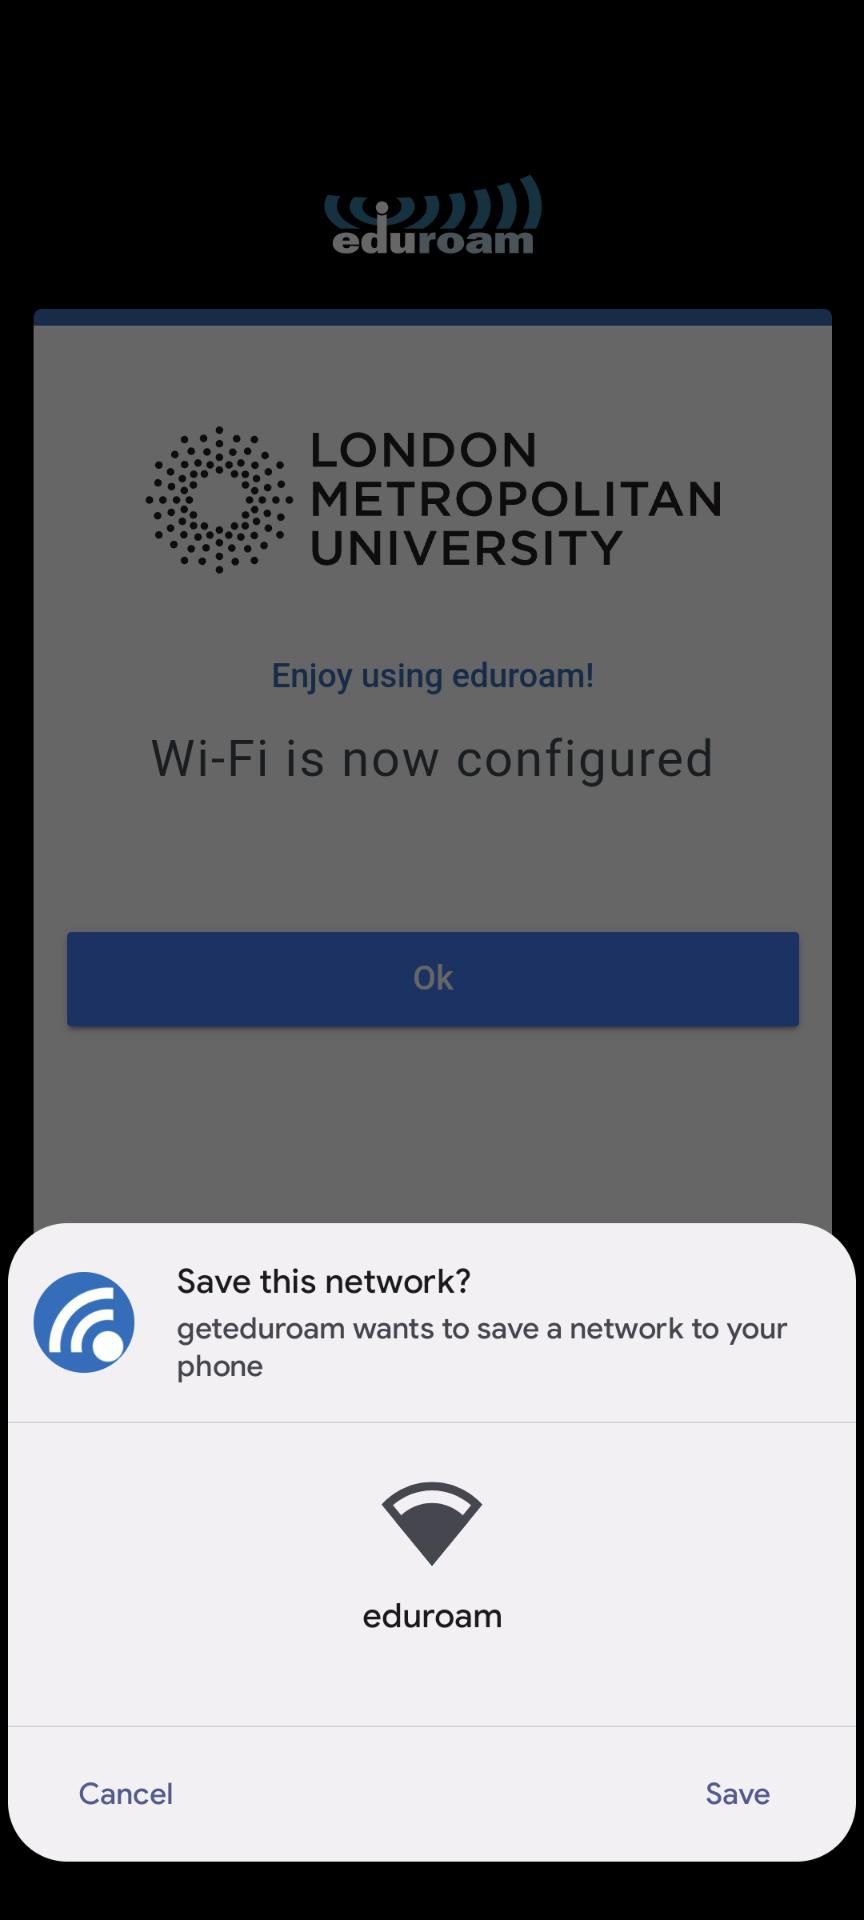 eduroam
LONDON
METROPOLITAN
UNIVERSITY
Enjoy using eduroam!
Wi-Fi is now configured
Ok
Save this network?
geteduroam wants to save a network to your
phone
eduroam
Cancel
Save